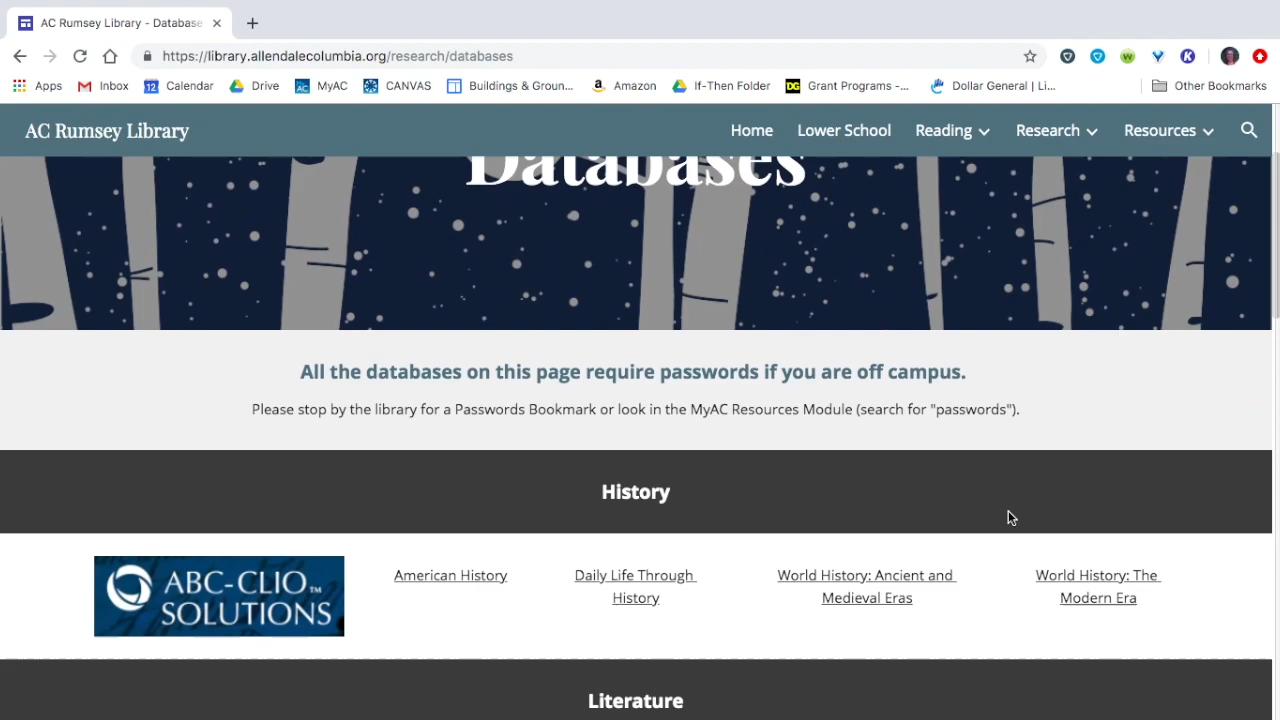 AC Rumsey Library - Database
https://library.allendalecolumbia.org/research/databases
Apps Inbox Calendar Drive MyAC CANVAS Buildings & Groun... Amazon If-Then Folder Grant Programs -... Dollar General | Li... Other Bookmarks
AC Rumsey Library Home Lower School Reading Research Resources
Databases
All the databases on this page require passwords if you are off campus.
Please stop by the library for a Passwords Bookmark or look in the MyAC Resources Module (search for "passwords").
History
ABC-CLIO™
SOLUTIONS
American History
Daily Life Through
History
World History: Ancient and
Medieval Eras
World History: The
Modern Era
Literature